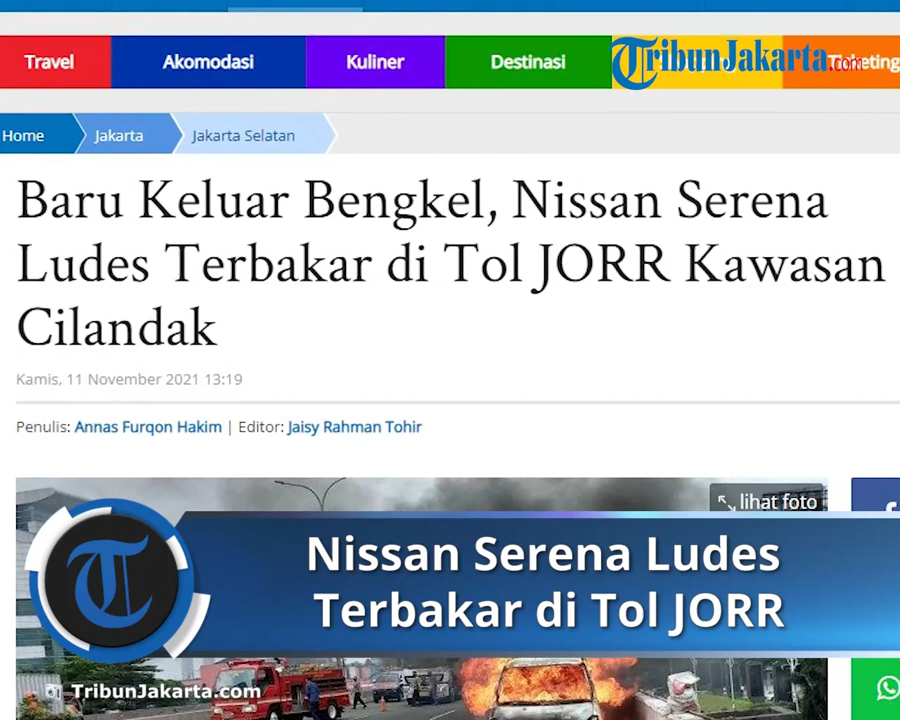 Travel
Akomodasi
Kuliner
Destinasi
TribunJakarta.com
Ticketing
Home
Jakarta
Jakarta Selatan
Baru Keluar Bengkel, Nissan Serena
Ludes Terbakar di Tol JORR Kawasan
Cilandak
Kamis, 11 November 2021 13:19
Penulis: Annas Furqon Hakim | Editor: Jaisy Rahman Tohir
lihat foto
Nissan Serena Ludes
Terbakar di Tol JORR
TribunJakarta.com